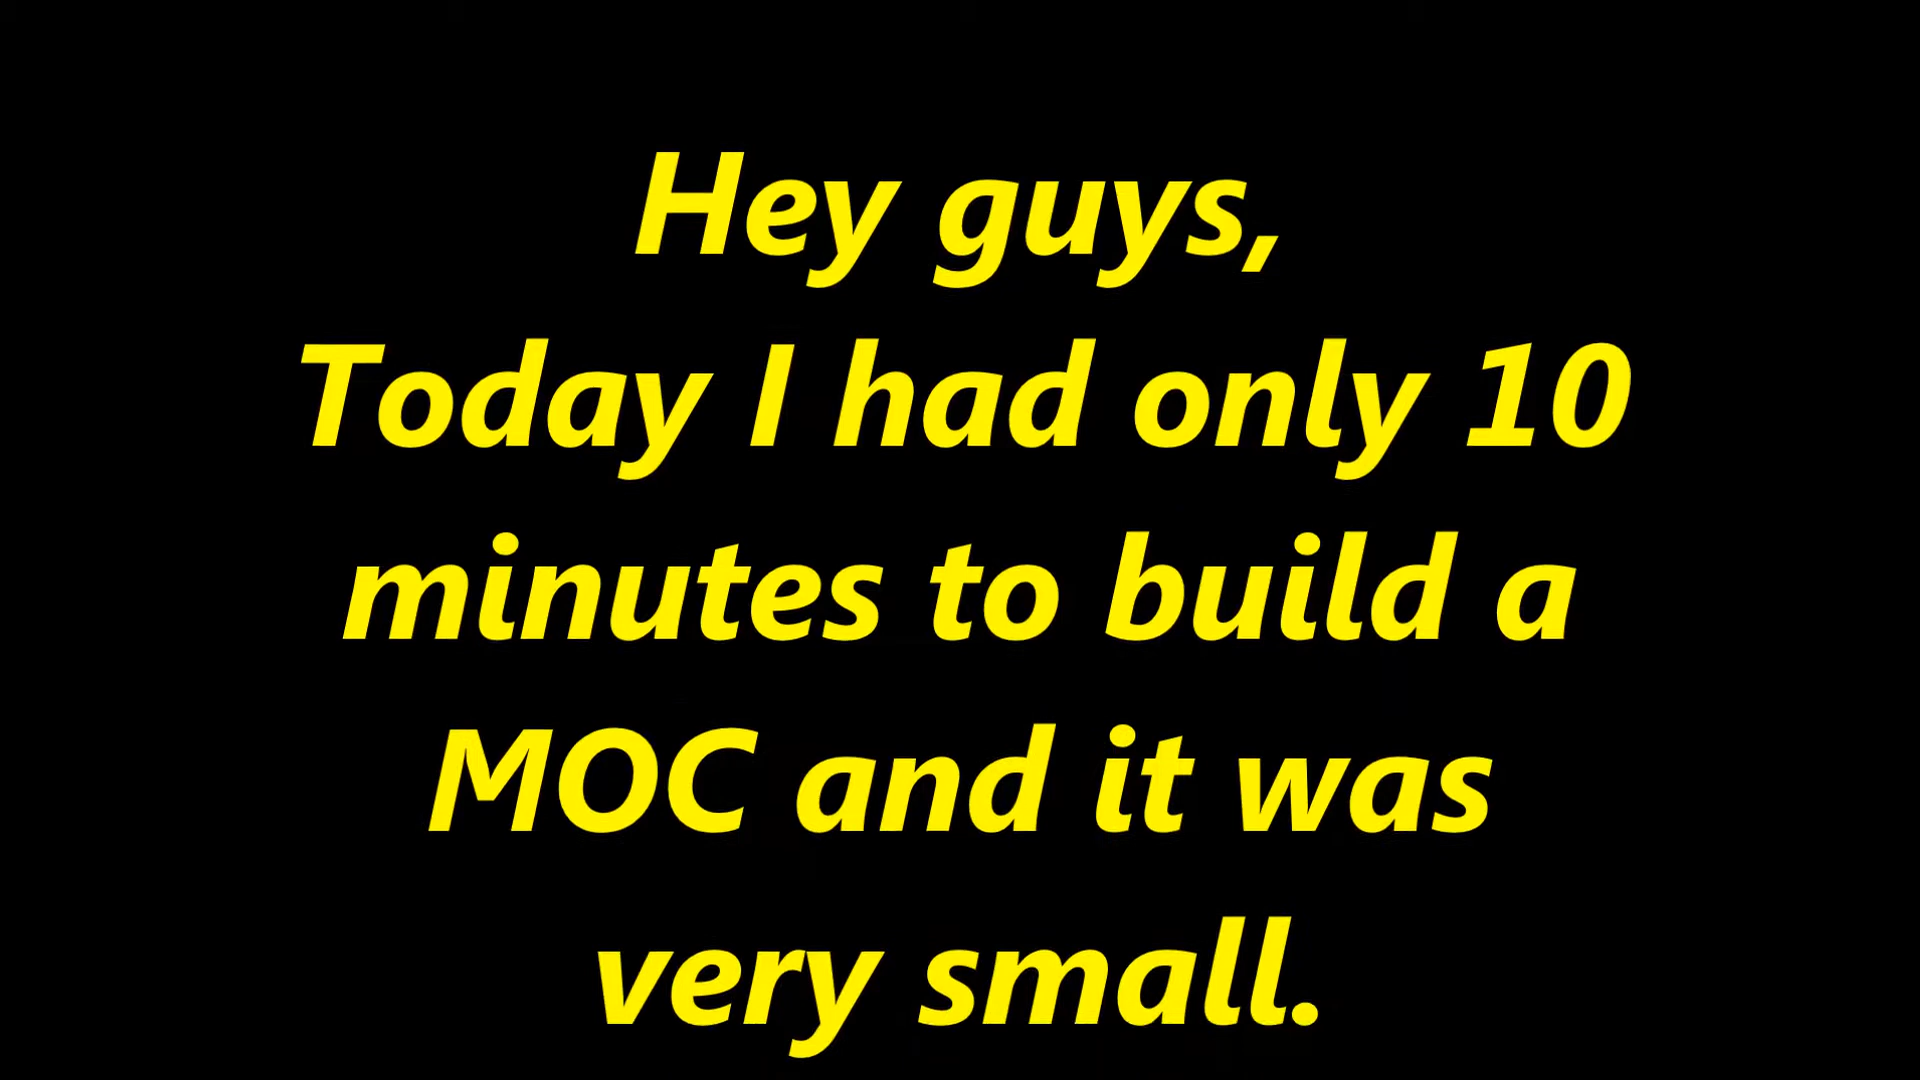 Hey guys,
Today I had only 10
minutes to build a
MOC and it was
very small.